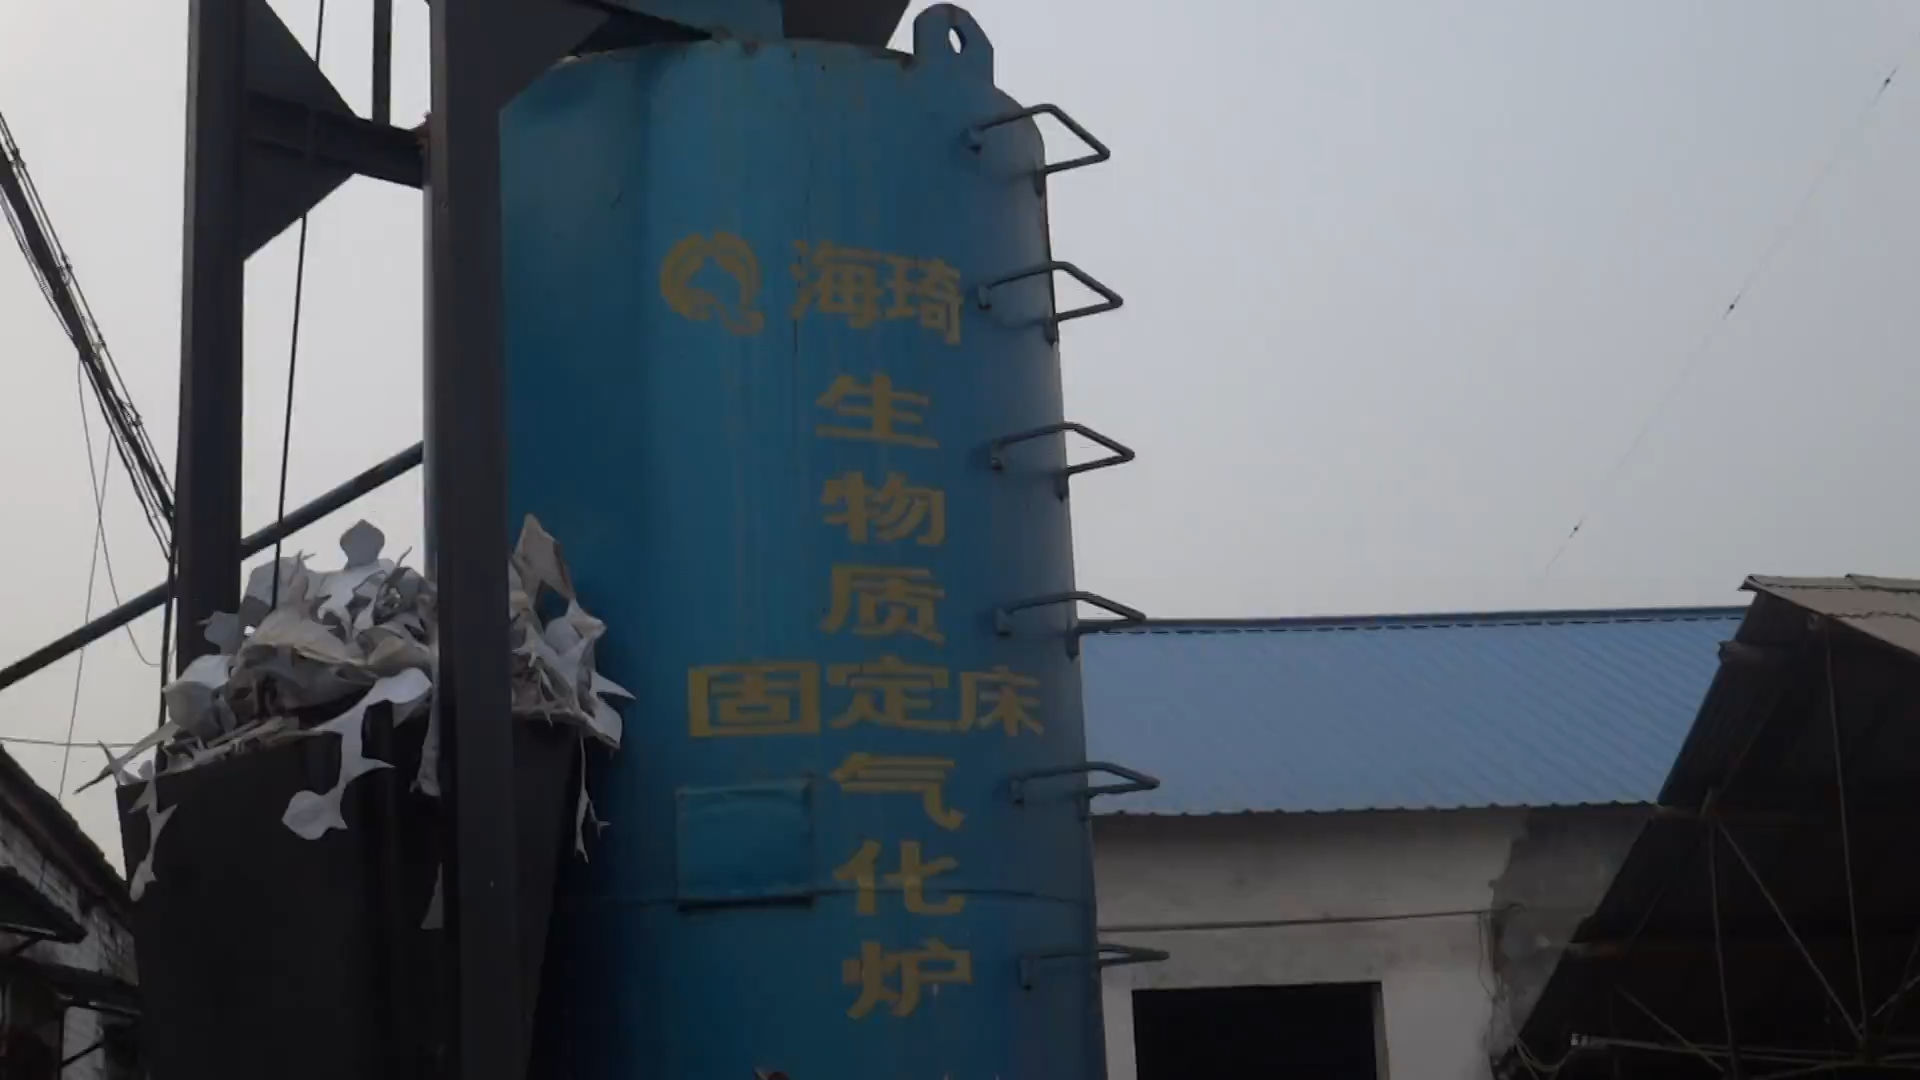 海琦
生
物
质
固定床
气
化
炉